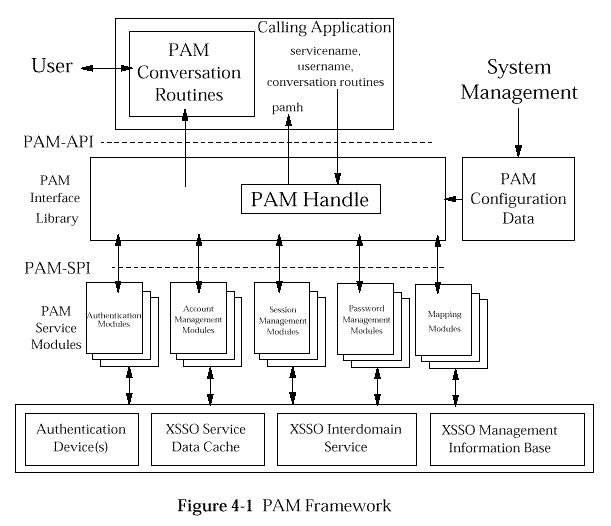 Calling Application
User
PAM
Conversation
Routines
servicename,
username,
conversation routines
pamh
System
Management
PAM-API
PAM
Interface
Library
PAM Handle
PAM
Configuration
Data
PAM-SPI
PAM
Service
Modules
Authentication
Modules
Account
Management
Modules
Session
Management
Modules
Password
Management
Modules
Mapping
Modules
Authentication
Device(s)
XSSO Service
Data Cache
XSSO Interdomain
Service
XSSO Management
Information Base
Figure 4-1 PAM Framework